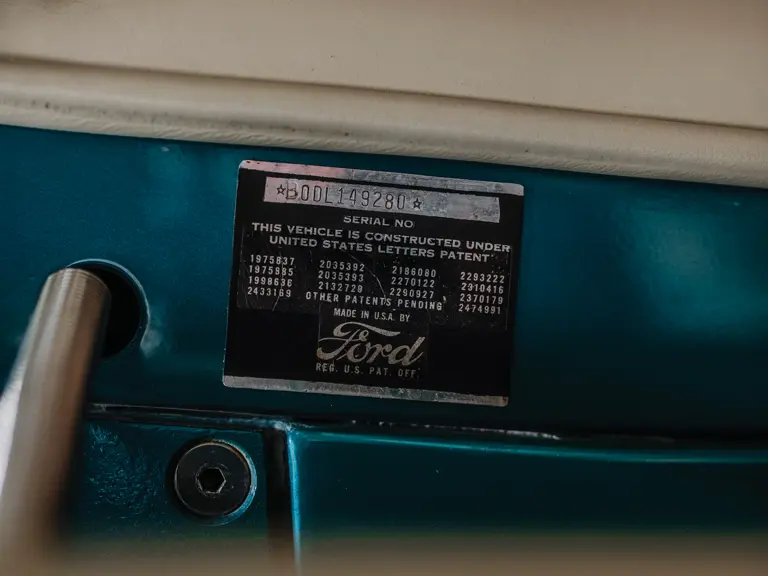 ☆B0DL149280☆
SERIAL NO
THIS VEHICLE IS CONSTRUCTED UNDER
UNITED STATES LETTERS PATENT
1975837 2035392 2186080 2293222
1975985 2035393 2270122 2310416
1998636 2132720 2290927 2370179
2433169 OTHER PATENTS PENDING 2474991
MADE IN U.S.A. BY
Ford
REG. U.S. PAT. OFF.